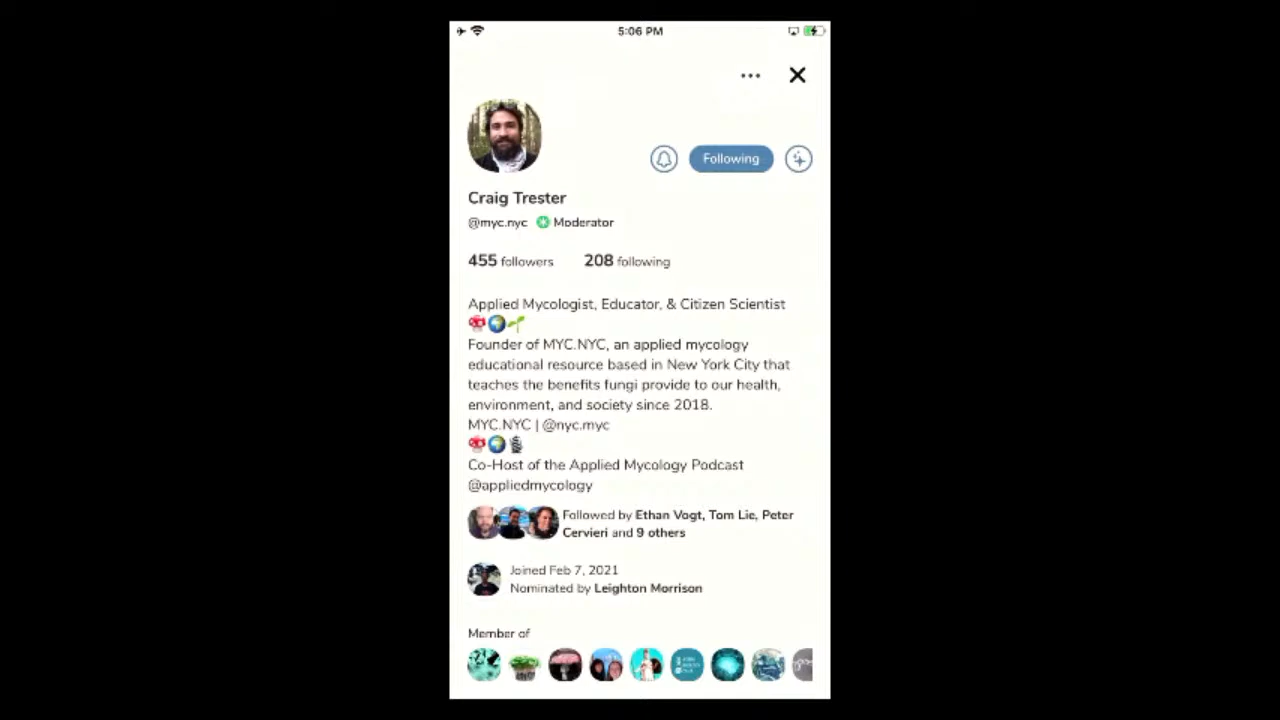 5:06 PM
Following
Craig Trester
@myc.nyc Moderator
455 followers 208 following
Applied Mycologist, Educator, & Citizen Scientist
🍄🌍🌱
Founder of MYC.NYC, an applied mycology
educational resource based in New York City that
teaches the benefits fungi provide to our health,
environment, and society since 2018.
MYC.NYC | @nyc.myc
Co-Host of the Applied Mycology Podcast
@appliedmycology
Followed by Ethan Vogt, Tom Lie, Peter
Cervieri and 9 others
Joined Feb 7, 2021
Nominated by Leighton Morrison
Member of